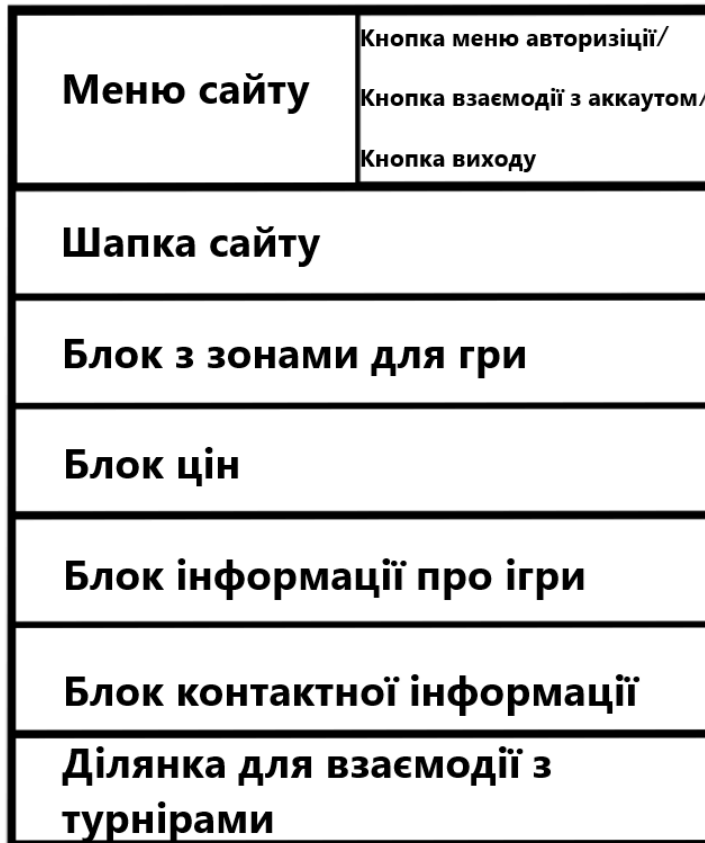 Меню сайту
Кнопка меню авторизіції/
Кнопка взаємодії з аккаутом/
Кнопка виходу
Шапка сайту
Блок з зонами для гри
Блок цін
Блок інформації про ігри
Блок контактної інформації
Ділянка для взаємодії з
турнірами